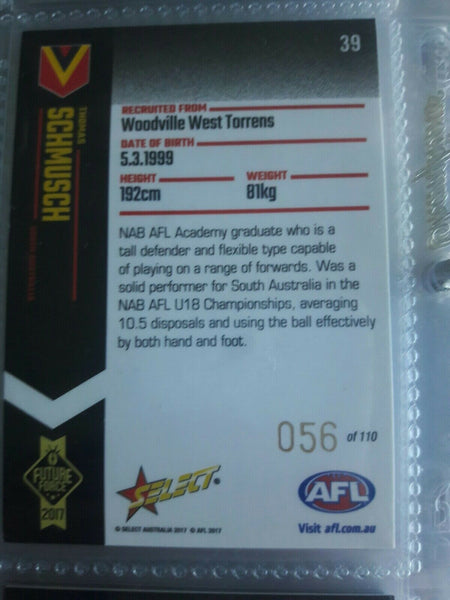 39
THOMAS
SCHMUSCH
SOUTH AUSTRALIA
RECRUITED FROM
Woodville West Torrens
DATE OF BIRTH
5.3.1999
HEIGHT WEIGHT
192cm 81kg
NAB AFL Academy graduate who is a
tall defender and flexible type capable
of playing on a range of forwards. Was a
solid performer for South Australia in the
NAB AFL U18 Championships, averaging
10.5 disposals and using the ball effectively
by both hand and foot.
056 of 110
FUTURE
FORCE
2017
SELECT
AFL
© SELECT AUSTRALIA 2017 © AFL 2017
Visit afl.com.au